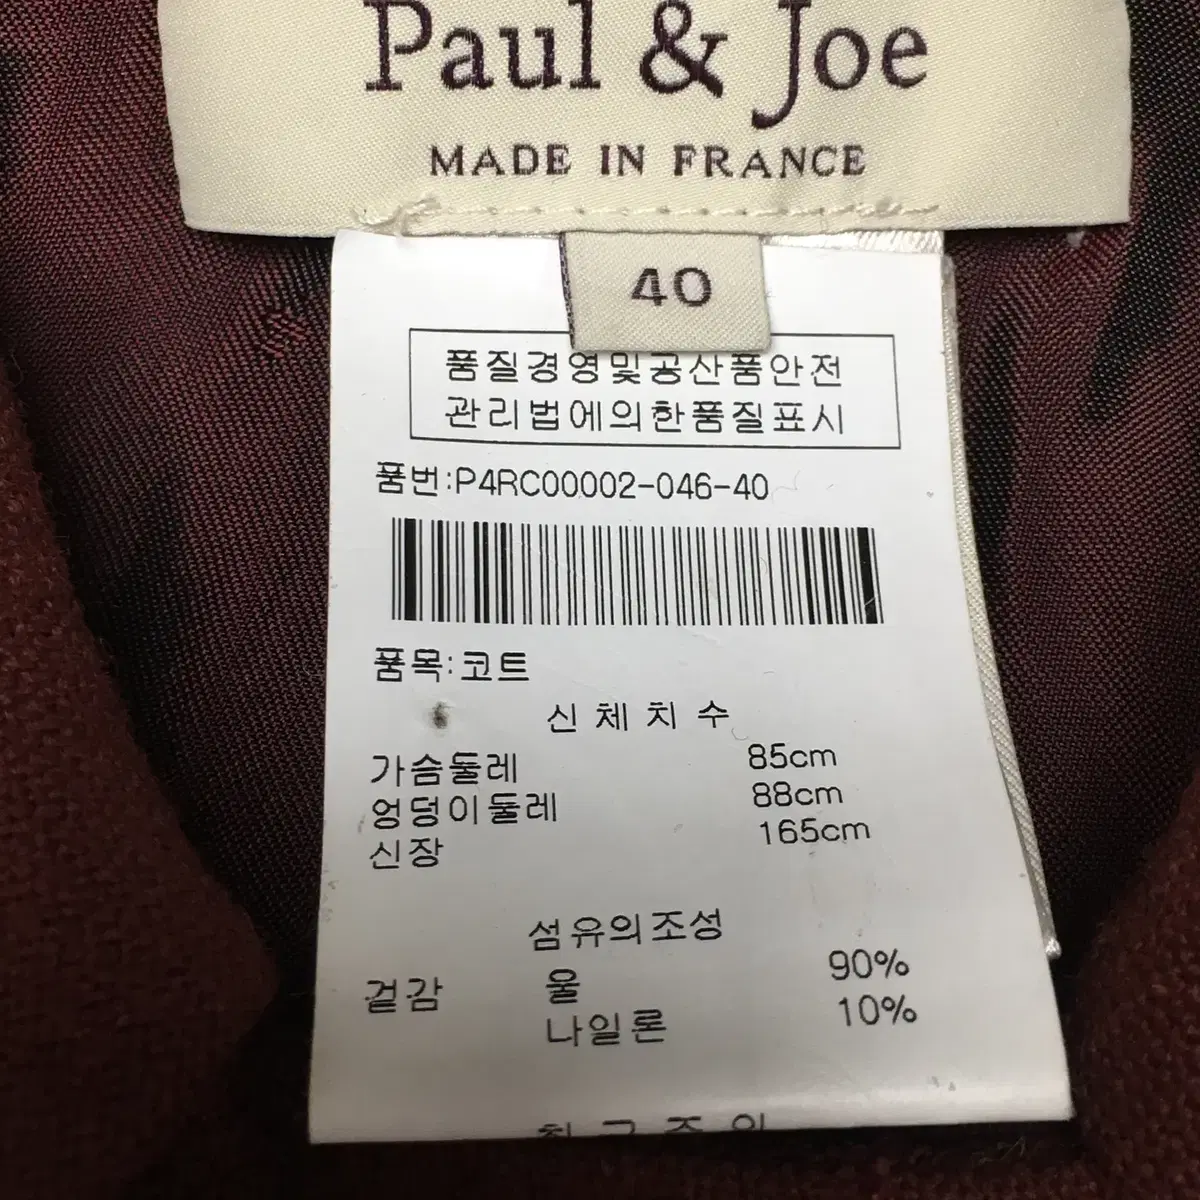 Paul & Joe
MADE IN FRANCE
40
품질경영및공산품안전
관리법에의한품질표시
품번:P4RC00002-046-40
품목:코트
신체치수
가슴둘레 85cm
엉덩이둘레 88cm
신장 165cm
섬유의조성
겉감 울 90%
나일론 10%